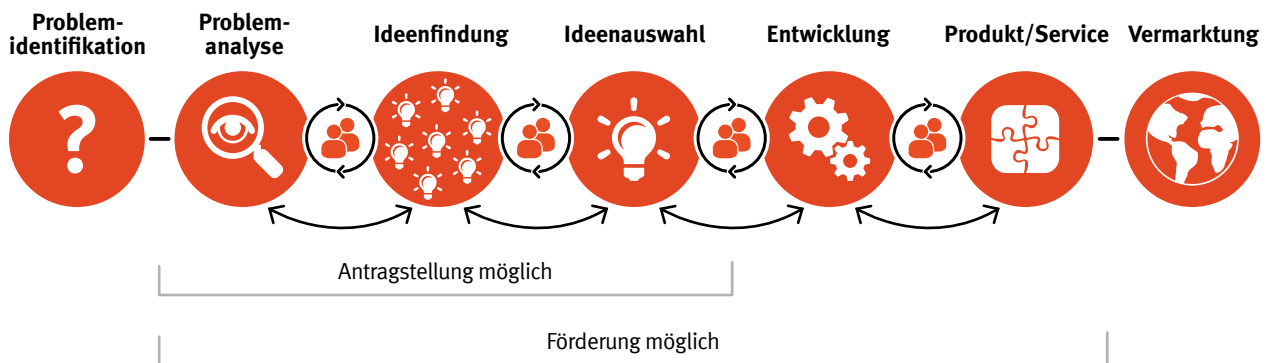 Problem-
identifikation
Problem-
analyse
Ideenfindung
Ideenauswahl
Entwicklung
Produkt/Service
Vermarktung
?
Antragstellung möglich
Förderung möglich